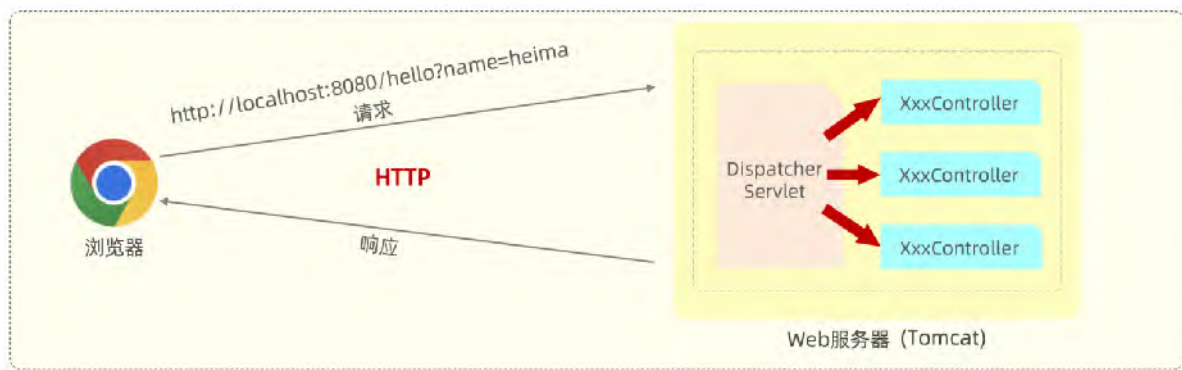 http://localhost:8080/hello?name=heima
请求
HTTP
响应
浏览器
Dispatcher
Servlet
XxxController
XxxController
XxxController
Web服务器 (Tomcat)